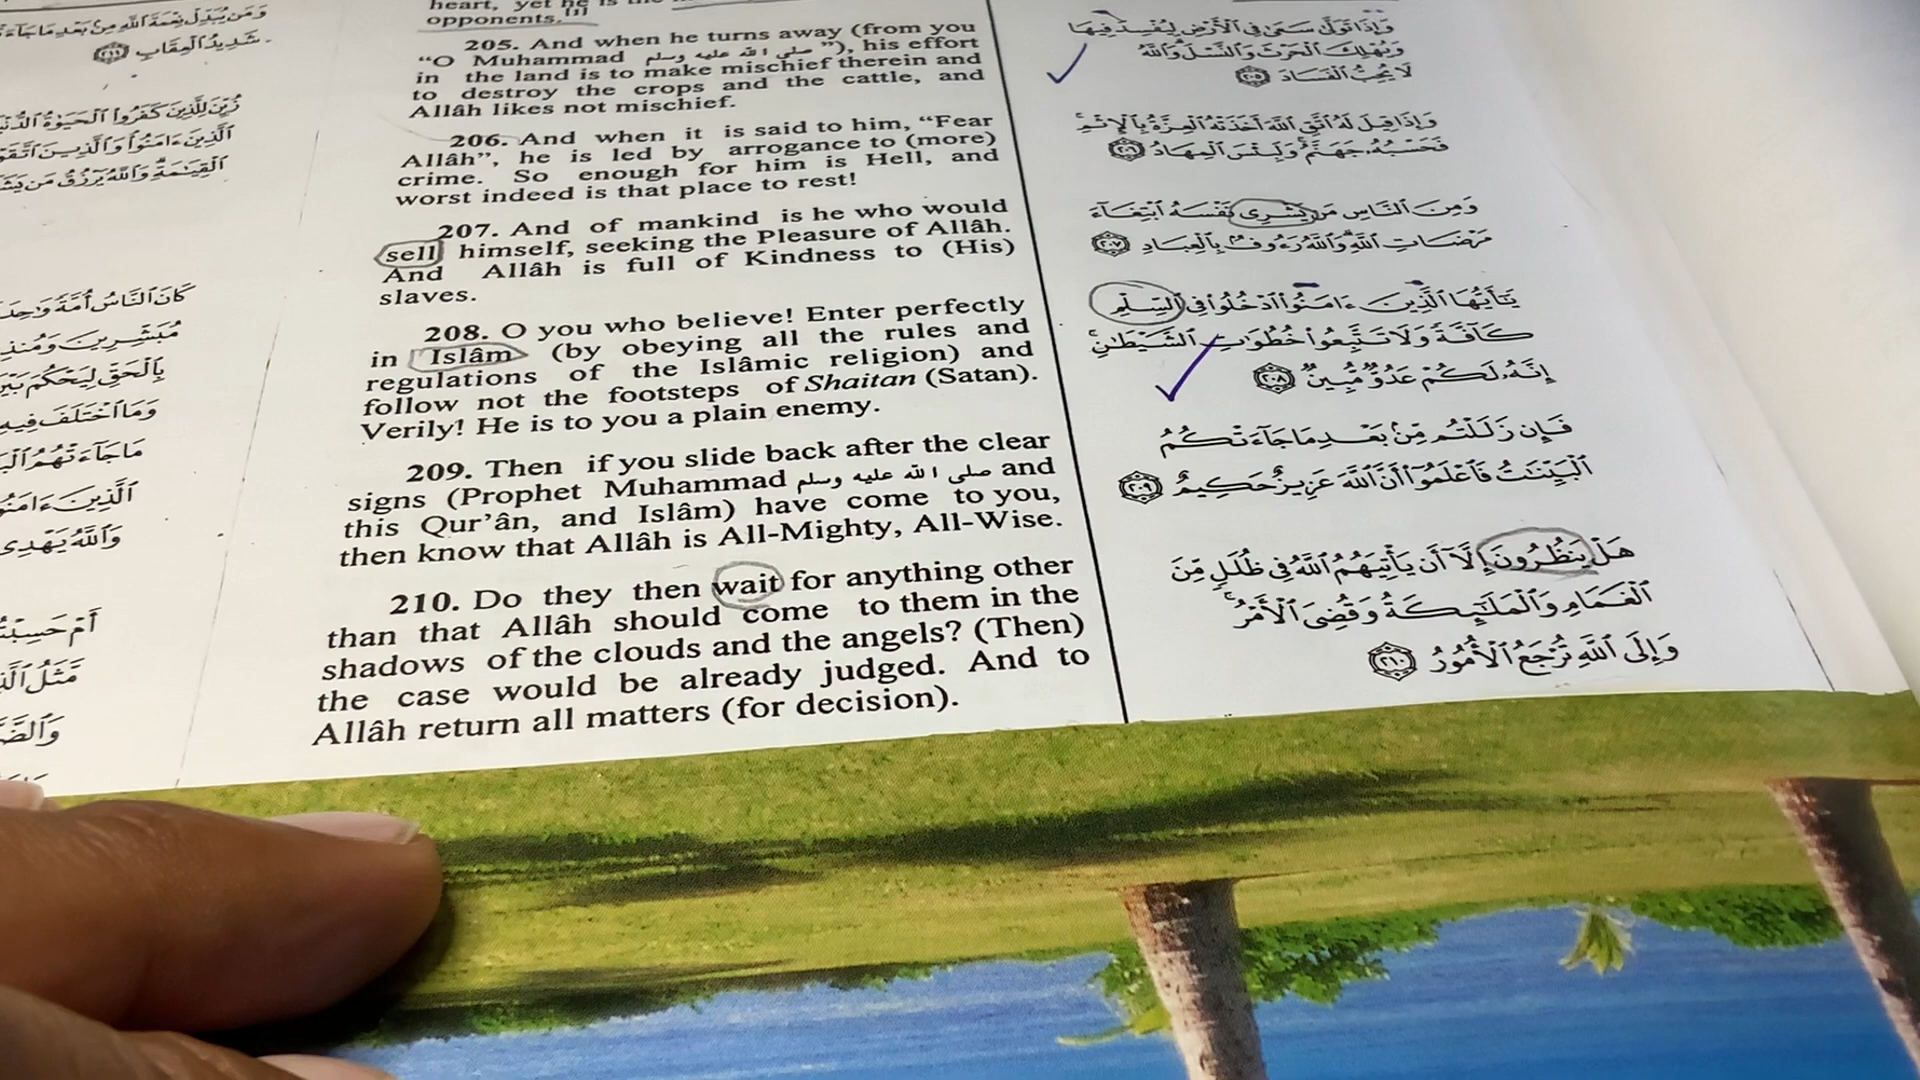 heart, yet he is the
opponents.[1]
205. And when he turns away (from you
“O Muhammad صلى الله عليه وسلم ”), his effort
in the land is to make mischief therein and
to destroy the crops and the cattle, and
Allâh likes not mischief.
206. And when it is said to him, “Fear
Allâh”, he is led by arrogance to (more)
crime. So enough for him is Hell, and
worst indeed is that place to rest!
207. And of mankind is he who would
sell himself, seeking the Pleasure of Allâh.
And Allâh is full of Kindness to (His)
slaves.
208. O you who believe! Enter perfectly
in Islâm (by obeying all the rules and
regulations of the Islâmic religion) and
follow not the footsteps of Shaitan (Satan).
Verily! He is to you a plain enemy.
209. Then if you slide back after the clear
signs (Prophet Muhammad صلى الله عليه وسلم and
this Qur’ân, and Islâm) have come to you,
then know that Allâh is All-Mighty, All-Wise.
210. Do they then wait for anything other
than that Allâh should come to them in the
shadows of the clouds and the angels? (Then)
the case would be already judged. And to
Allâh return all matters (for decision).
وَإِذَا تَوَلَّىٰ سَعَىٰ فِي ٱلْأَرْضِ لِيُفْسِدَ فِيهَا
وَيُهْلِكَ ٱلْحَرْثَ وَٱلنَّسْلَ وَٱللَّهُ
لَا يُحِبُّ ٱلْفَسَادَ ٢٠٥
وَإِذَا قِيلَ لَهُ ٱتَّقِ ٱللَّهَ أَخَذَتْهُ ٱلْعِزَّةُ بِٱلْإِثْمِ
فَحَسْبُهُۥ جَهَنَّمُ وَلَبِئْسَ ٱلْمِهَادُ ٢٠٦
وَمِنَ ٱلنَّاسِ مَن يَشْرِى نَفْسَهُ ٱبْتِغَآءَ
مَرْضَاتِ ٱللَّهِ وَٱللَّهُ رَءُوفٌۢ بِٱلْعِبَادِ ٢٠٧
يَٰٓأَيُّهَا ٱلَّذِينَ ءَامَنُوا۟ ٱدْخُلُوا۟ فِى ٱلسِّلْمِ
كَآفَّةً وَلَا تَتَّبِعُوا۟ خُطُوَٰتِ ٱلشَّيْطَٰنِ
إِنَّهُۥ لَكُمْ عَدُوٌّ مُّبِينٌ ٢٠٨
فَإِن زَلَلْتُم مِّنۢ بَعْدِ مَا جَآءَتْكُمُ
ٱلْبَيِّنَٰتُ فَٱعْلَمُوٓا۟ أَنَّ ٱللَّهَ عَزِيزٌ حَكِيمٌ ٢٠٩
هَلْ يَنظُرُونَ إِلَّآ أَن يَأْتِيَهُمُ ٱللَّهُ فِى ظُلَلٍ مِّنَ
ٱلْغَمَامِ وَٱلْمَلَٰٓئِكَةُ وَقُضِىَ ٱلْأَمْرُ
وَإِلَى ٱللَّهِ تُرْجَعُ ٱلْأُمُورُ ٢١٠
وَمَن يُبَدِّلْ نِعْمَةَ ٱللَّهِ مِنۢ بَعْدِ مَا جَآءَ
شَدِيدُ ٱلْعِقَابِ ٢١١
زُيِّنَ لِلَّذِينَ كَفَرُوا۟ ٱلْحَيَوٰةُ
ٱلَّذِينَ ءَامَنُوا۟ وَٱلَّذِينَ ٱتَّقَوْا
ٱلْقِيَٰمَةِ وَٱللَّهُ يَرْزُقُ مَن
كَانَ ٱلنَّاسُ أُمَّةً
مُبَشِّرِينَ وَمُنذِ
بِٱلْحَقِّ لِيَحْكُمَ
وَمَا ٱخْتَلَفَ فِيهِ
مَا جَآءَتْهُمُ
ٱلَّذِينَ ءَامَنُ
وَٱللَّهُ يَهْدِى
أَمْ حَسِبْتُ
مَّثَلُ